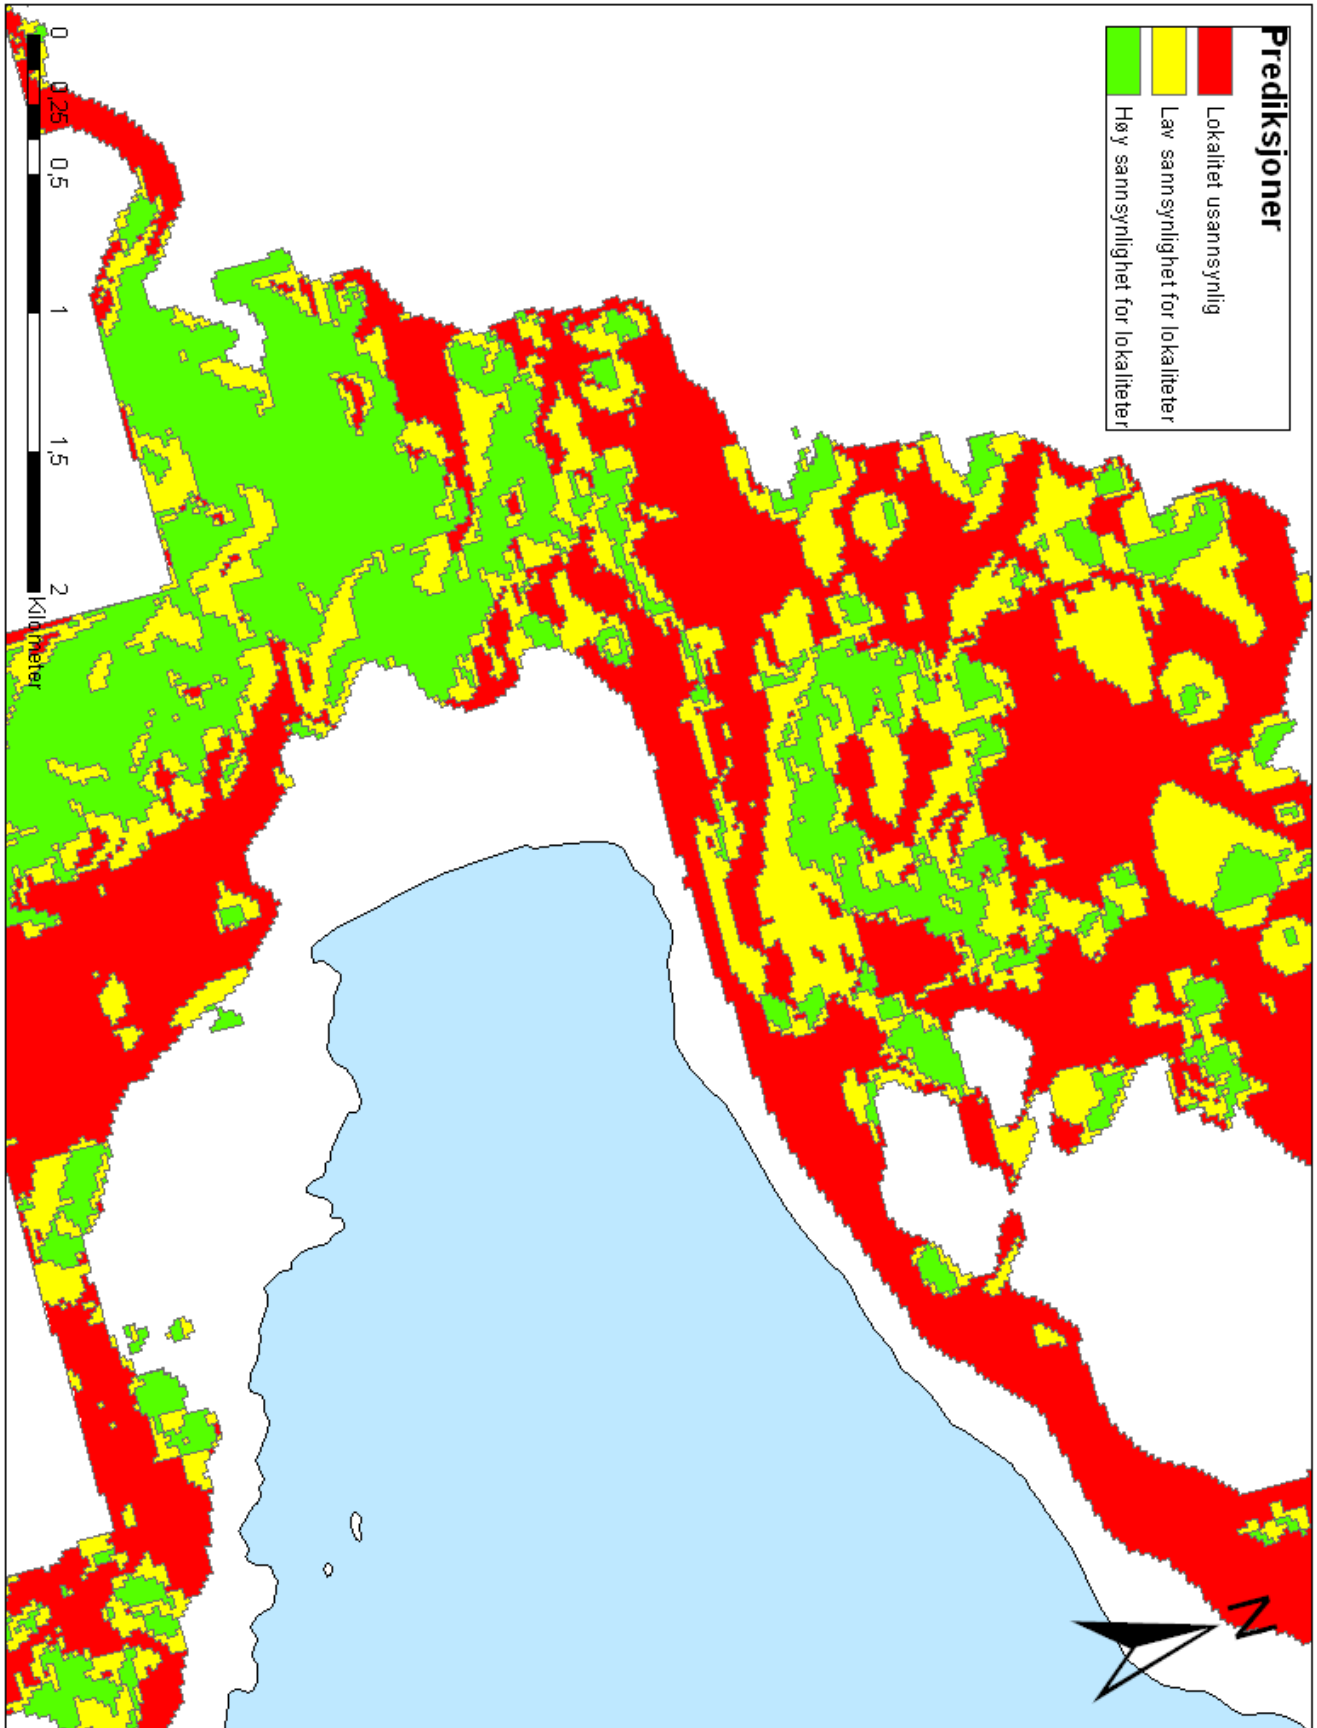 Prediksjoner
Lokalitet usannsynlig
Lav sannsynlighet for lokaliteter
Høy sannsynlighet for lokaliteter
N
0 0,25 0,5 1 1,5 2
Kilometer